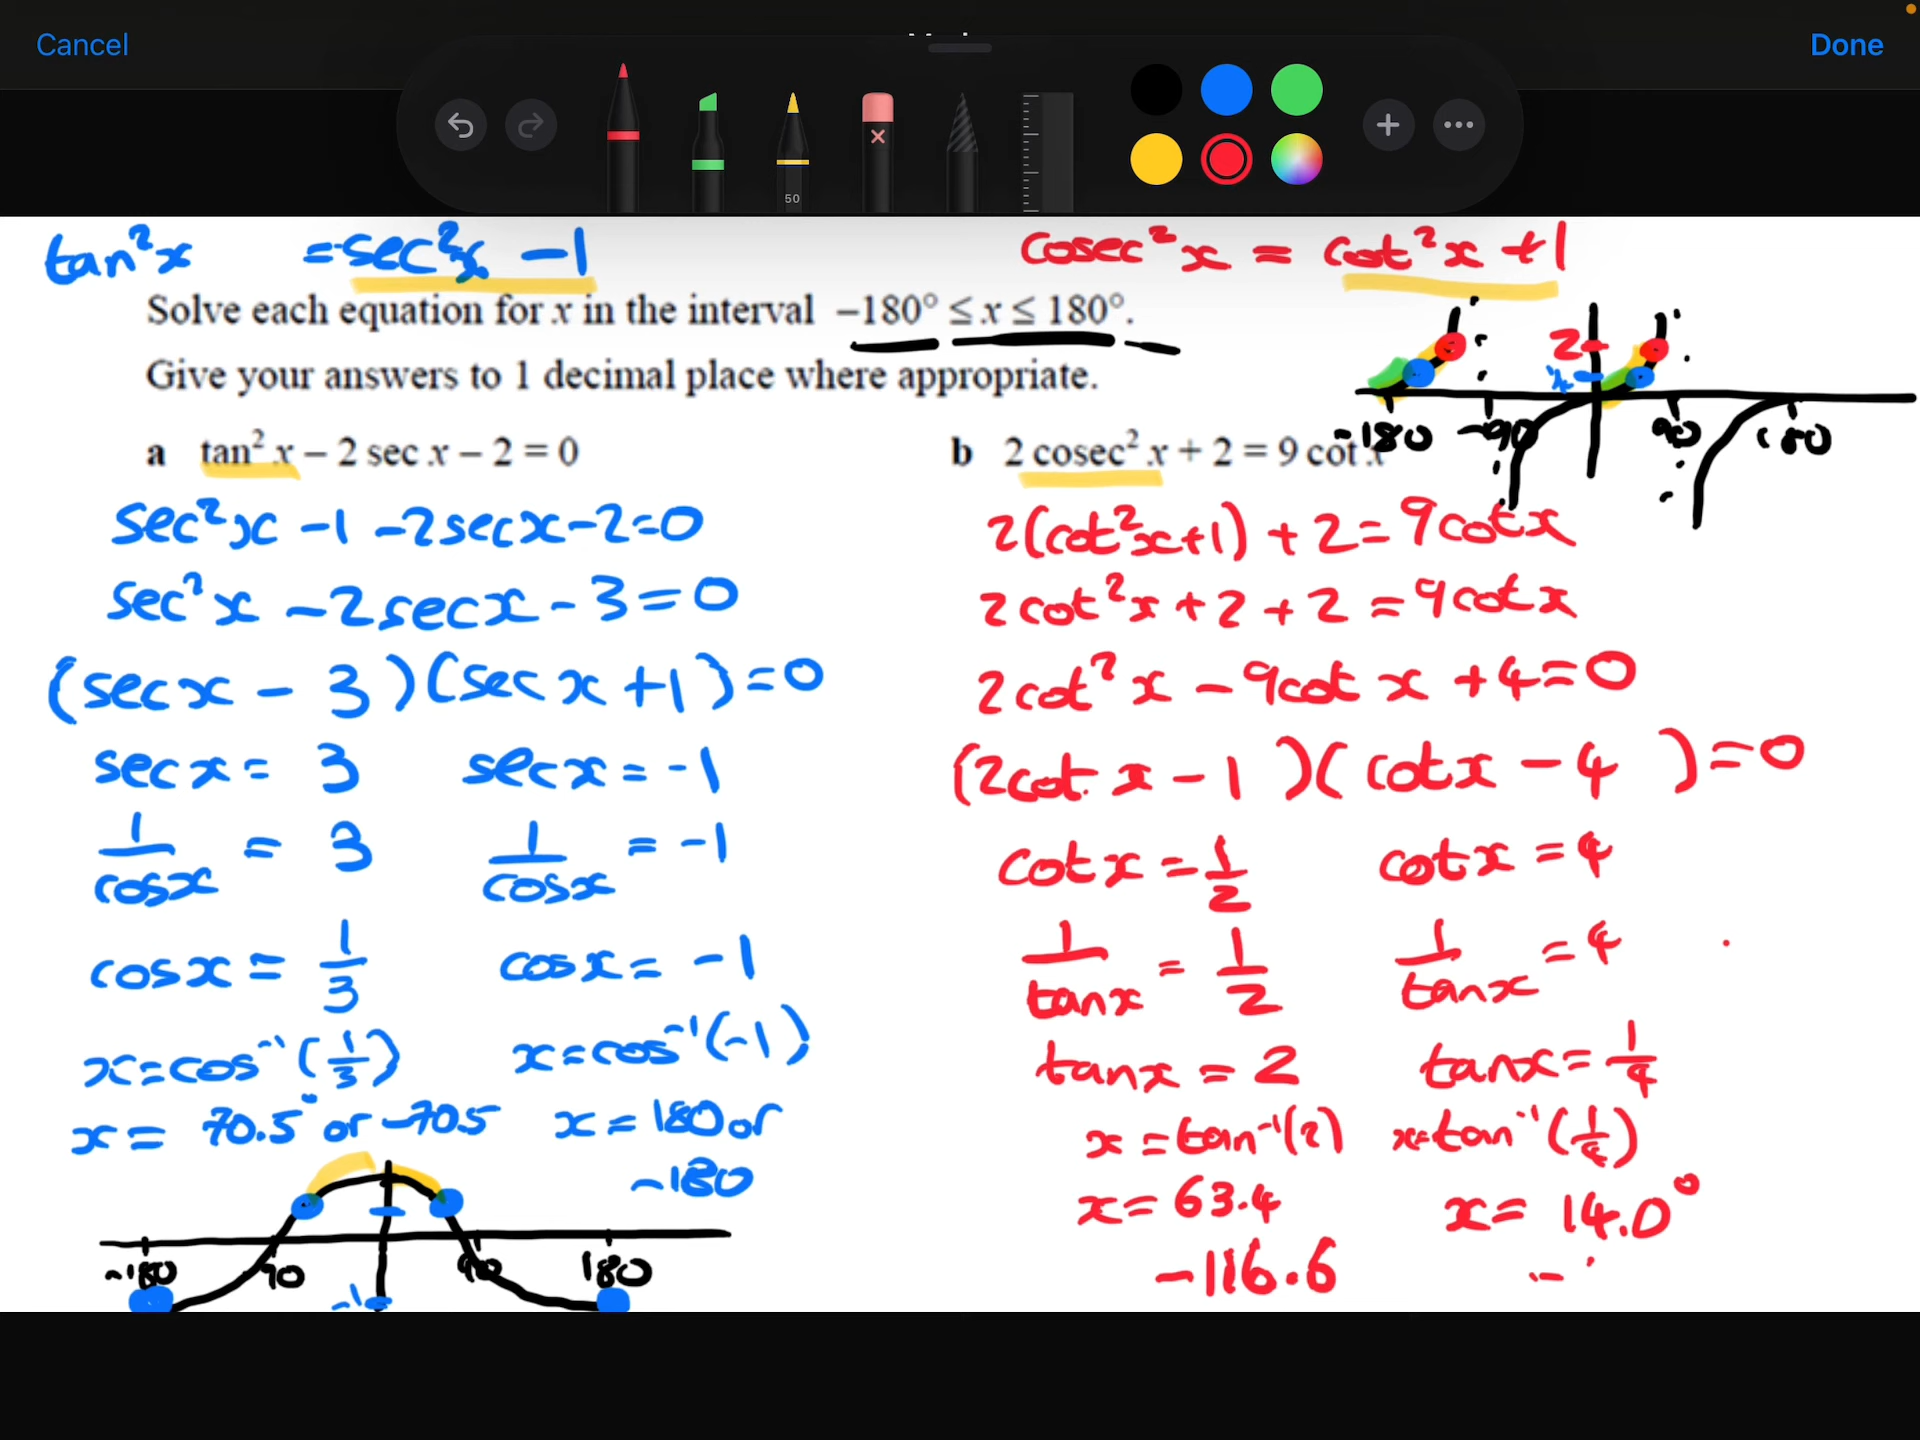 Cancel
Done
50
tan²x = sec²x - 1
cosec²x = cot²x + 1
Solve each equation for x in the interval −180° ≤ x ≤ 180°.
Give your answers to 1 decimal place where appropriate.
2
-180 -90 90 180
a tan² x − 2 sec x − 2 = 0
sec²x - 1 - 2secx - 2 = 0
sec²x - 2secx - 3 = 0
(secx - 3)(secx + 1) = 0
secx = 3 secx = -1
1/cosx = 3 1/cosx = -1
cosx = 1/3 cosx = -1
x = cos⁻¹(1/3) x = cos⁻¹(-1)
x = 70.5° or -70.5 x = 180 or
-180
-180 90 90 180
-1
b 2 cosec² x + 2 = 9 cot x
2(cot²x+1) + 2 = 9cotx
2cot²x + 2 + 2 = 9cotx
2cot²x - 9cotx + 4 = 0
(2cotx - 1)(cotx - 4) = 0
cotx = 1/2 cotx = 4
1/tanx = 1/2 1/tanx = 4
tanx = 2 tanx = 1/4
x = tan⁻¹(2) x = tan⁻¹(1/4)
x = 63.4 x = 14.0°
-116.6 -